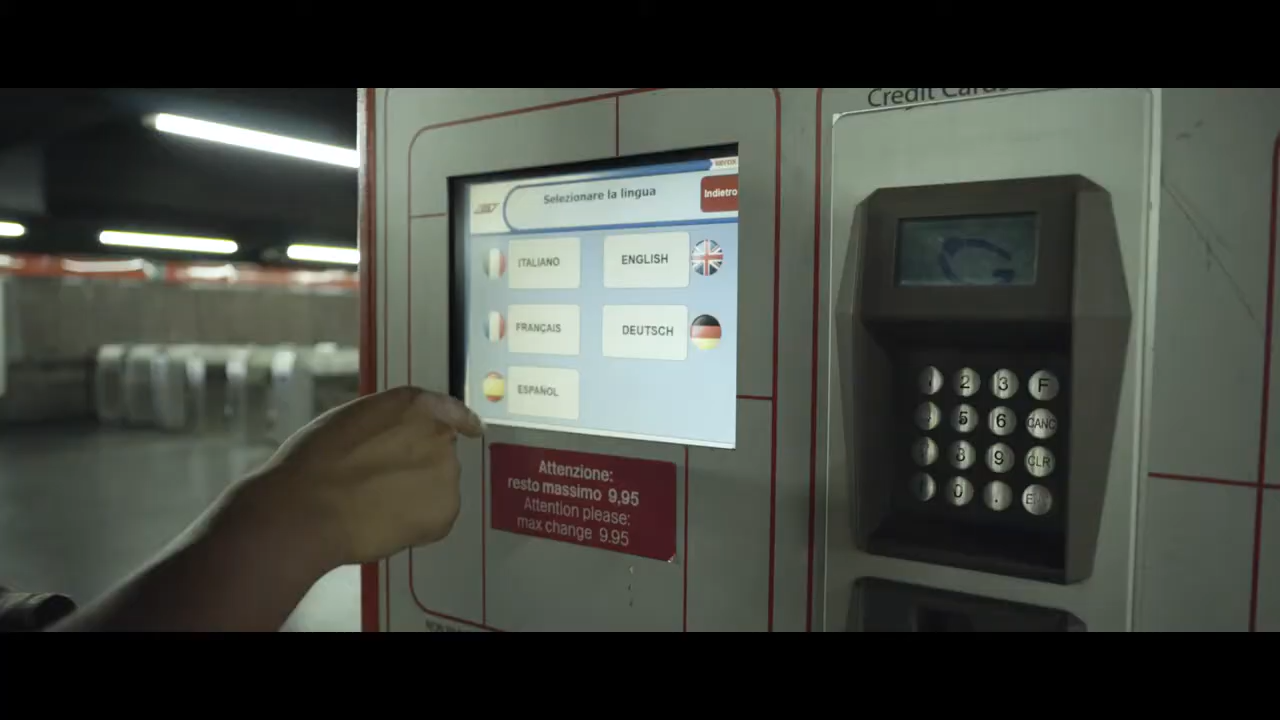 Credit Cards
xerox
Selezionare la lingua
Indietro
ITALIANO
ENGLISH
FRANÇAIS
DEUTSCH
ESPAÑOL
Attenzione:
resto massimo 9,95
Attention please:
max change 9.95
2 3 F
5 6 CANC
8 9 CLR
0 .